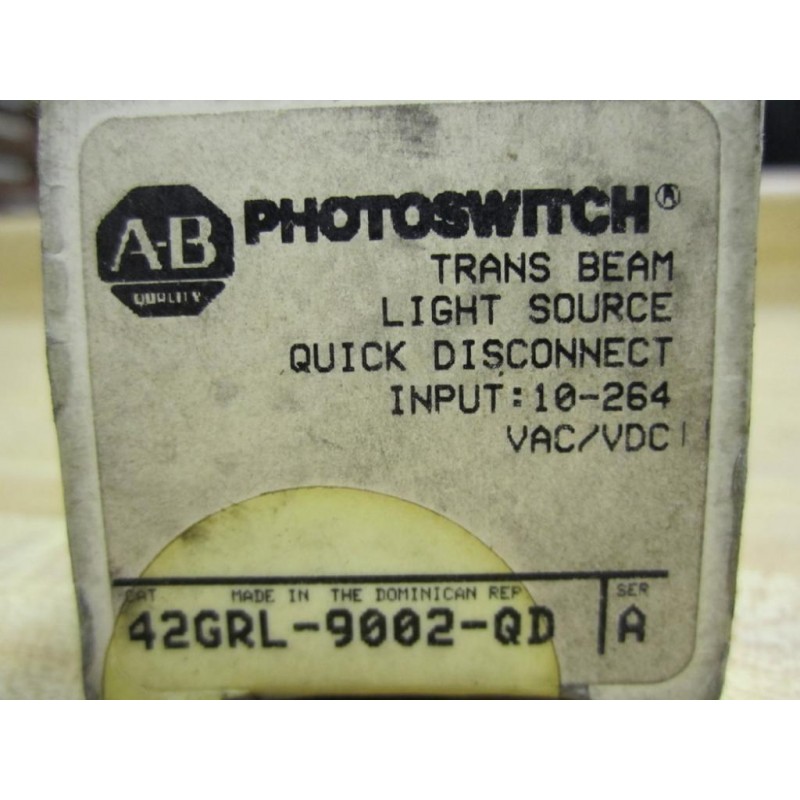 A-B
QUALITY
PHOTOSWITCH®
TRANS BEAM
LIGHT SOURCE
QUICK DISCONNECT
INPUT:10-264
VAC/VDC
CAT MADE IN THE DOMINICAN REP SER
42GRL-9002-QD A